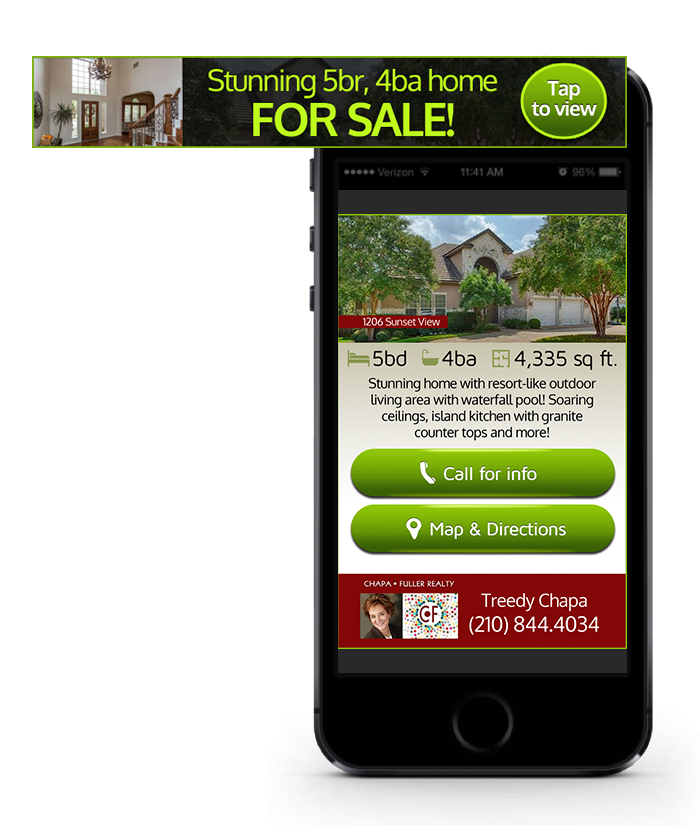 Stunning 5br, 4ba home
FOR SALE!
Tap
to view
Verizon
11:41 AM
96%
1206 Sunset View
5bd 4ba 4,335 sq ft.
Stunning home with resort-like outdoor
living area with waterfall pool! Soaring
ceilings, island kitchen with granite
counter tops and more!
Call for info
Map & Directions
CHAPA • FULLER REALTY
CF
Treedy Chapa
(210) 844.4034